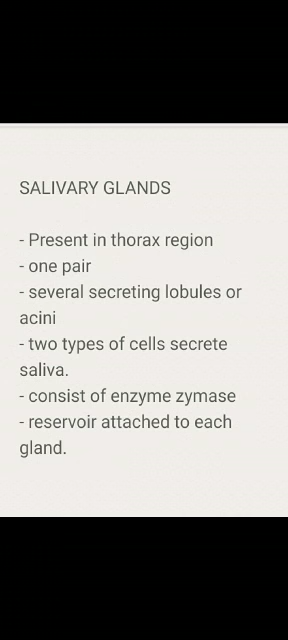 SALIVARY GLANDS
- Present in thorax region
- one pair
- several secreting lobules or
acini
- two types of cells secrete
saliva.
- consist of enzyme zymase
- reservoir attached to each
gland.